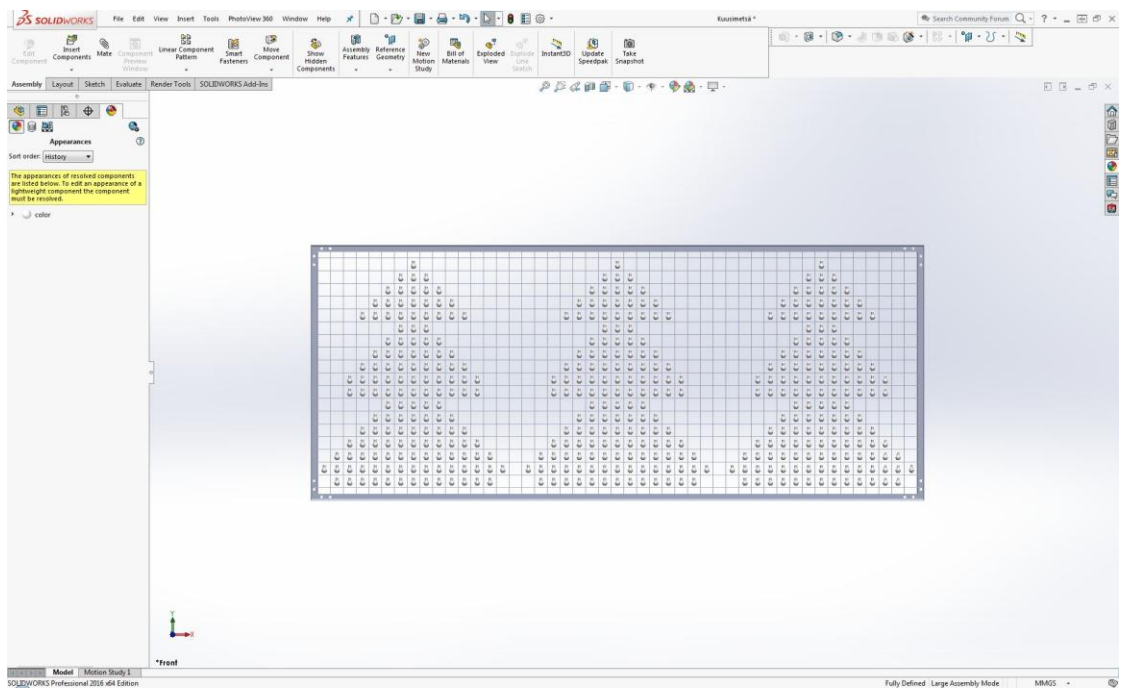 SOLIDWORKS File Edit View Insert Tools PhotoView 360 Window Help Kuusimetsä * Search Community Forum
Edit Component
Insert Components
Mate
Component Preview Window
Linear Component Pattern
Smart Fasteners
Move Component
Show Hidden Components
Assembly Features
Reference Geometry
New Motion Study
Bill of Materials
Exploded View
Explode Line Sketch
Instant3D
Update Speedpak
Take Snapshot
Assembly Layout Sketch Evaluate Render Tools SOLIDWORKS Add-Ins
Appearances
Sort order: History
The appearances of resolved components
are listed below. To edit an appearance of a
lightweight component the component
must be resolved.
color
Y
X
*Front
Model Motion Study 1
SOLIDWORKS Professional 2016 x64 Edition Fully Defined Large Assembly Mode MMGS